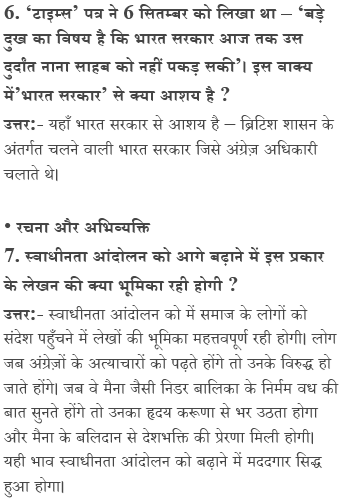 6. ‘टाइम्स’ पत्र ने 6 सितम्बर को लिखा था – ‘बड़े
दुख का विषय है कि भारत सरकार आज तक उस
दुर्दांत नाना साहब को नहीं पकड़ सकी’। इस वाक्य
में’भारत सरकार’ से क्या आशय है ?
उत्तर:- यहाँ भारत सरकार से आशय है – ब्रिटिश शासन के
अंतर्गत चलने वाली भारत सरकार जिसे अंग्रेज़ अधिकारी
चलाते थे।
• रचना और अभिव्यक्ति
7. स्वाधीनता आंदोलन को आगे बढ़ाने में इस प्रकार
के लेखन की क्या भूमिका रही होगी ?
उत्तर:- स्वाधीनता आंदोलन को में समाज के लोगों को
संदेश पहुँचने में लेखों की भूमिका महत्तवपूर्ण रही होगी। लोग
जब अंग्रेज़ों के अत्याचारों को पढ़ते होंगे तो उनके विरुद्ध हो
जाते होंगे। जब वे मैना जैसी निडर बालिका के निर्मम वध की
बात सुनते होंगे तो उनका हृदय करूणा से भर उठता होगा
और मैना के बलिदान से देशभक्ति की प्रेरणा मिली होगी।
यही भाव स्वाधीनता आंदोलन को बढ़ाने में मददगार सिद्ध
हुआ होगा।